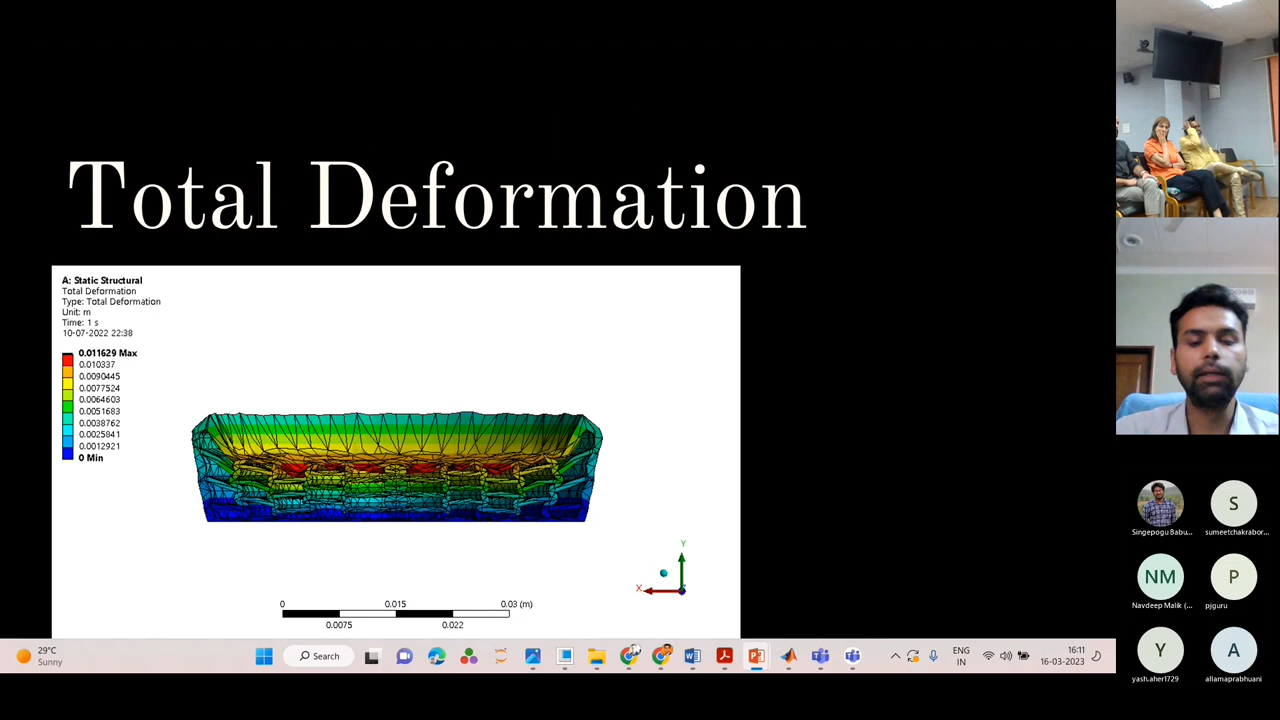 Total Deformation
A: Static Structural
Total Deformation
Type: Total Deformation
Unit: m
Time: 1 s
10-07-2022 22:38
0.011629 Max
0.010337
0.0090445
0.0077524
0.0064603
0.0051683
0.0038762
0.0025841
0.0012921
0 Min
Y
X
0 0.015 0.03 (m)
0.0075 0.022
29°C
Sunny
Search
ENG
IN
16:11
16-03-2023
Singepogu Babu...
S
sumeetchakrabor...
NM
Navdeep Malik (...
P
pjguru
Y
yash.aher1729
A
allamaprabhuani